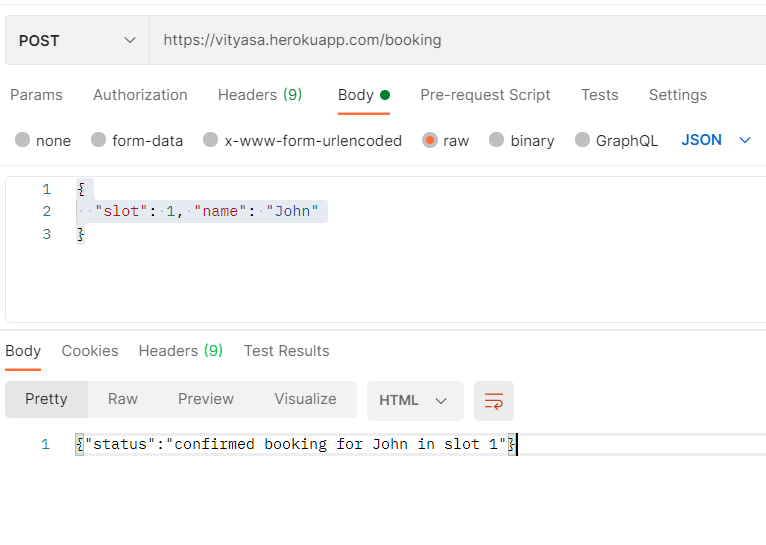 POST https://vityasa.herokuapp.com/booking
Params Authorization Headers (9) Body Pre-request Script Tests Settings
none form-data x-www-form-urlencoded raw binary GraphQL JSON
1 {
2 "slot": 1, "name": "John"
3 }
Body Cookies Headers (9) Test Results
Pretty Raw Preview Visualize HTML
1 {"status":"confirmed booking for John in slot 1"}